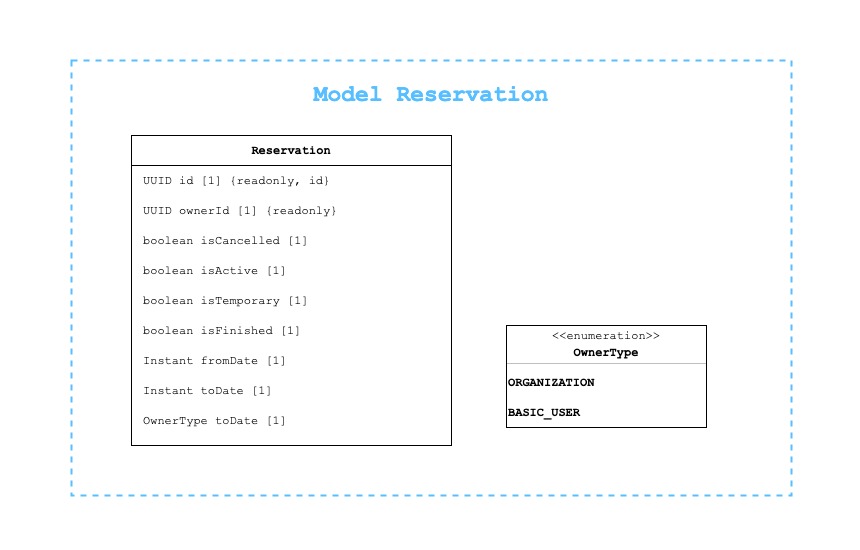 Model Reservation
Reservation
UUID id [1] {readonly, id}
UUID ownerId [1] {readonly}
boolean isCancelled [1]
boolean isActive [1]
boolean isTemporary [1]
boolean isFinished [1]
Instant fromDate [1]
Instant toDate [1]
OwnerType toDate [1]
<<enumeration>>
OwnerType
ORGANIZATION
BASIC_USER